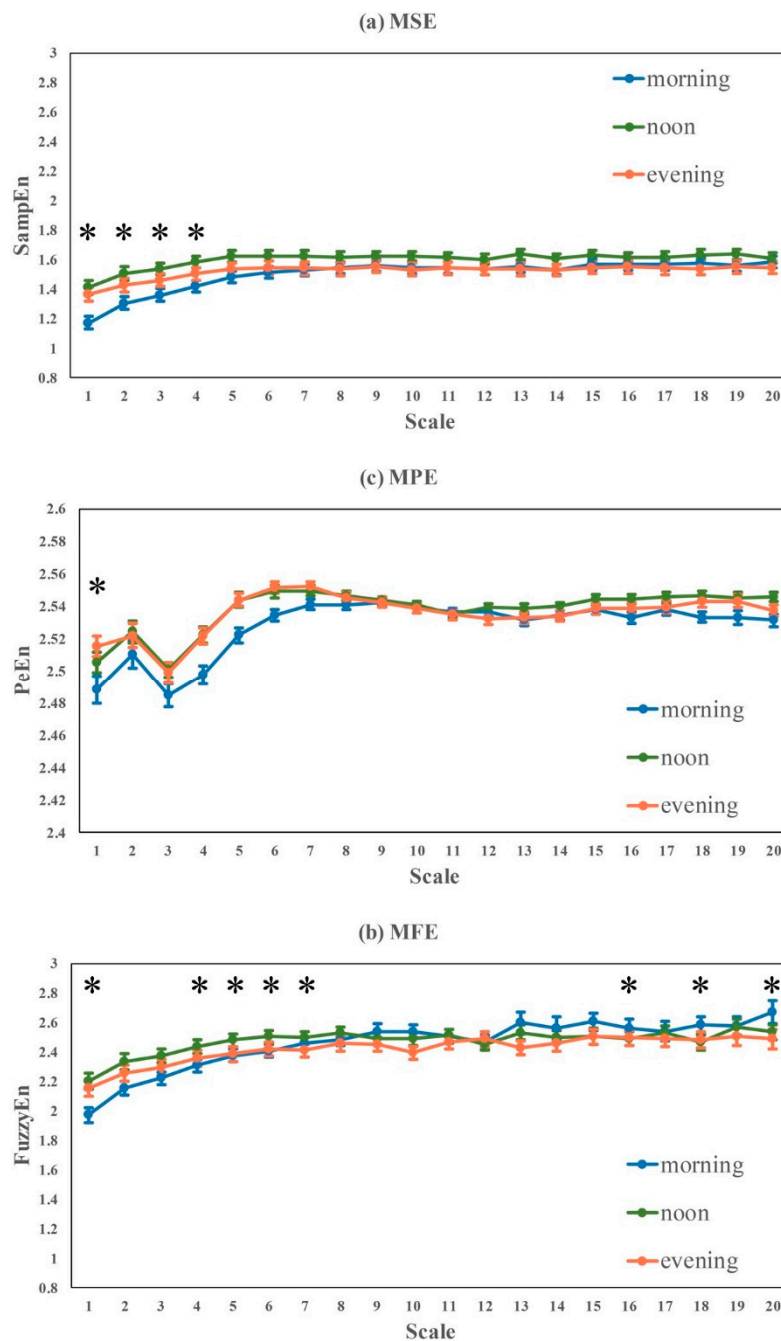 (a) MSE
3
2.8
2.6
2.4
2.2
2
1.8
1.6
1.4
1.2
1
0.8
SampEn
morning
noon
evening
* * * *
1 2 3 4 5 6 7 8 9 10 11 12 13 14 15 16 17 18 19 20
Scale
(c) MPE
2.6
2.58
2.56
2.54
2.52
2.5
2.48
2.46
2.44
2.42
2.4
PeEn
*
morning
noon
evening
1 2 3 4 5 6 7 8 9 10 11 12 13 14 15 16 17 18 19 20
Scale
(b) MFE
3
2.8
2.6
2.4
2.2
2
1.8
1.6
1.4
1.2
1
0.8
FuzzyEn
* * * * * * * *
morning
noon
evening
1 2 3 4 5 6 7 8 9 10 11 12 13 14 15 16 17 18 19 20
Scale